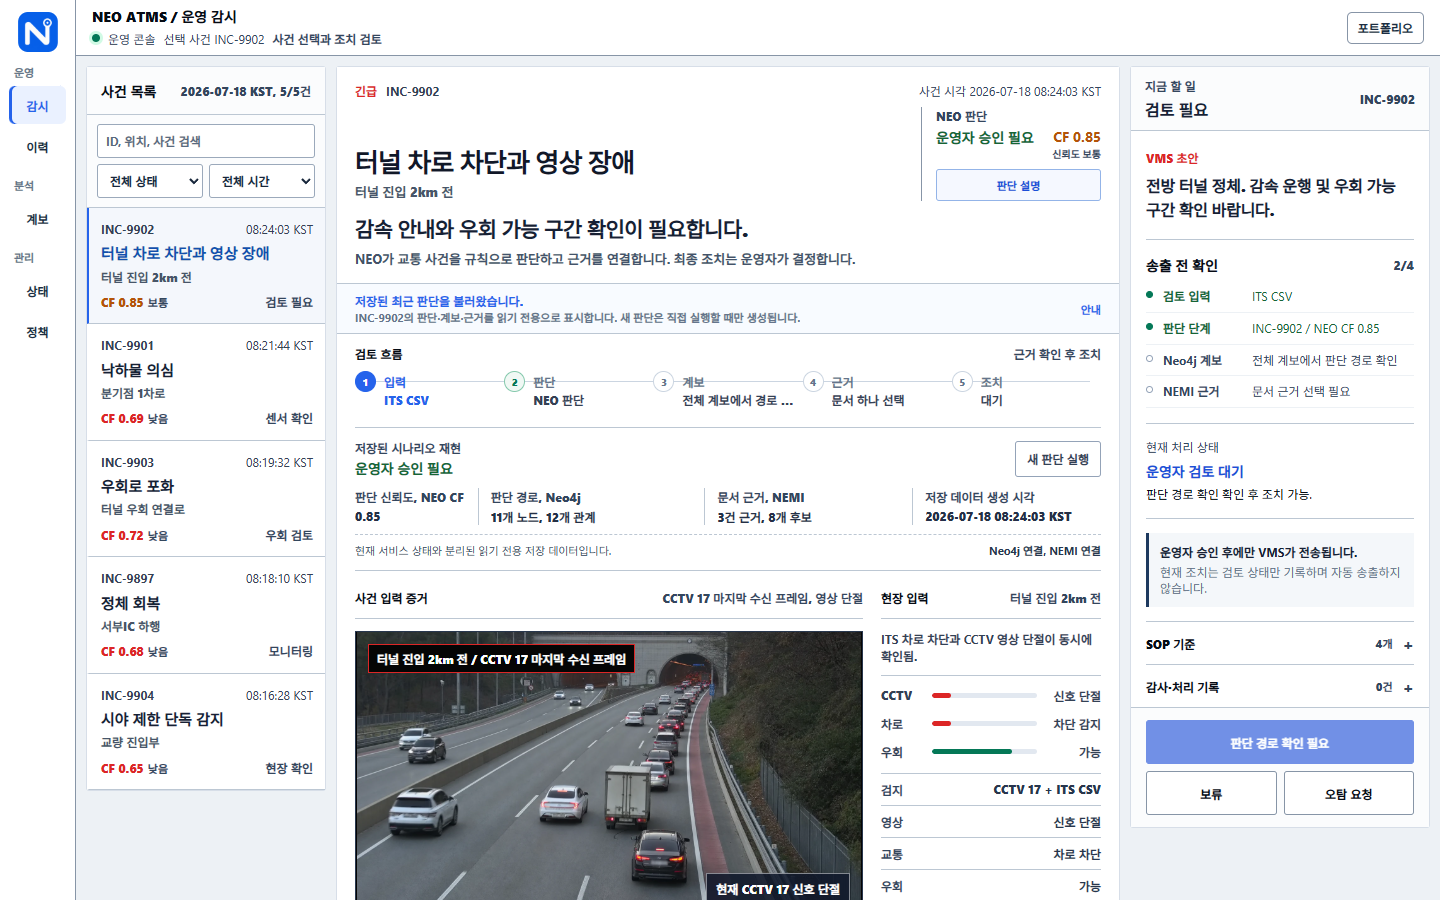 NEO ATMS / 운영 감시
운영 콘솔 선택 사건 INC-9902 사건 선택과 조치 검토
포트폴리오
운영
감시
이력
분석
계보
관리
상태
정책
사건 목록 2026-07-18 KST, 5/5건
ID, 위치, 사건 검색
전체 상태 전체 시간
INC-9902 08:24:03 KST
터널 차로 차단과 영상 장애
터널 진입 2km 전
CF 0.85 보통 검토 필요
INC-9901 08:21:44 KST
낙하물 의심
분기점 1차로
CF 0.69 낮음 센서 확인
INC-9903 08:19:32 KST
우회로 포화
터널 우회 연결로
CF 0.72 낮음 우회 검토
INC-9897 08:18:10 KST
정체 회복
서부IC 하행
CF 0.68 낮음 모니터링
INC-9904 08:16:28 KST
시야 제한 단독 감지
교량 진입부
CF 0.65 낮음 현장 확인
긴급 INC-9902 사건 시각 2026-07-18 08:24:03 KST
터널 차로 차단과 영상 장애
터널 진입 2km 전
NEO 판단
운영자 승인 필요 CF 0.85
신뢰도 보통
판단 설명
감속 안내와 우회 가능 구간 확인이 필요합니다.
NEO가 교통 사건을 규칙으로 판단하고 근거를 연결합니다. 최종 조치는 운영자가 결정합니다.
저장된 최근 판단을 불러왔습니다.
INC-9902의 판단·계보·근거를 읽기 전용으로 표시합니다. 새 판단은 직접 실행할 때만 생성됩니다.
안내
검토 흐름 근거 확인 후 조치
1 입력 2 판단 3 계보 4 근거 5 조치
ITS CSV NEO 판단 전체 계보에서 경로 ... 문서 하나 선택 대기
저장된 시나리오 재현
운영자 승인 필요
새 판단 실행
판단 신뢰도, NEO CF 판단 경로, Neo4j 문서 근거, NEMI 저장 데이터 생성 시각
0.85 11개 노드, 12개 관계 3건 근거, 8개 후보 2026-07-18 08:24:03 KST
현재 서비스 상태와 분리된 읽기 전용 저장 데이터입니다. Neo4j 연결, NEMI 연결
사건 입력 증거 CCTV 17 마지막 수신 프레임, 영상 단절
터널 진입 2km 전 / CCTV 17 마지막 수신 프레임
현재 CCTV 17 신호 단절
현장 입력 터널 진입 2km 전
ITS 차로 차단과 CCTV 영상 단절이 동시에
확인됨.
CCTV 신호 단절
차로 차단 감지
우회 가능
검지 CCTV 17 + ITS CSV
영상 신호 단절
교통 차로 차단
우회 가능
지금 할 일
검토 필요
INC-9902
VMS 초안
전방 터널 정체. 감속 운행 및 우회 가능
구간 확인 바랍니다.
송출 전 확인 2/4
검토 입력 ITS CSV
판단 단계 INC-9902 / NEO CF 0.85
Neo4j 계보 전체 계보에서 판단 경로 확인
NEMI 근거 문서 근거 선택 필요
현재 처리 상태
운영자 검토 대기
판단 경로 확인 확인 후 조치 가능.
운영자 승인 후에만 VMS가 전송됩니다.
현재 조치는 검토 상태만 기록하며 자동 송출하지
않습니다.
SOP 기준 4개 +
감사·처리 기록 0건 +
판단 경로 확인 필요
보류 오탐 요청